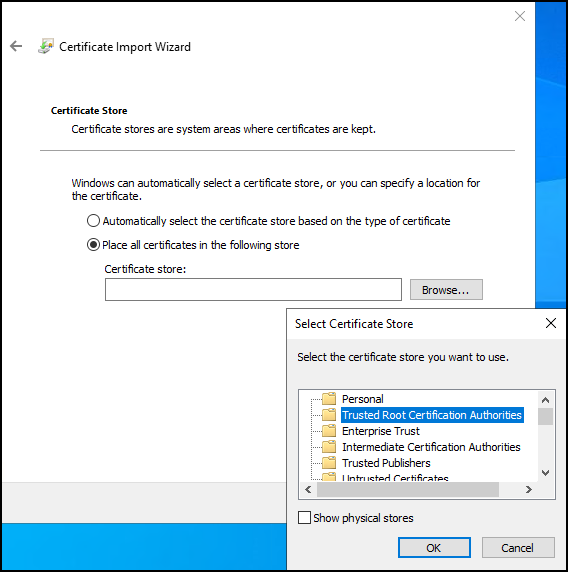 Certificate Import Wizard
Certificate Store
Certificate stores are system areas where certificates are kept.
Windows can automatically select a certificate store, or you can specify a location for
the certificate.
Automatically select the certificate store based on the type of certificate
Place all certificates in the following store
Certificate store:
Browse...
Select Certificate Store
Select the certificate store you want to use.
Personal
Trusted Root Certification Authorities
Enterprise Trust
Intermediate Certification Authorities
Trusted Publishers
Untrusted Certificates
Show physical stores
OK
Cancel